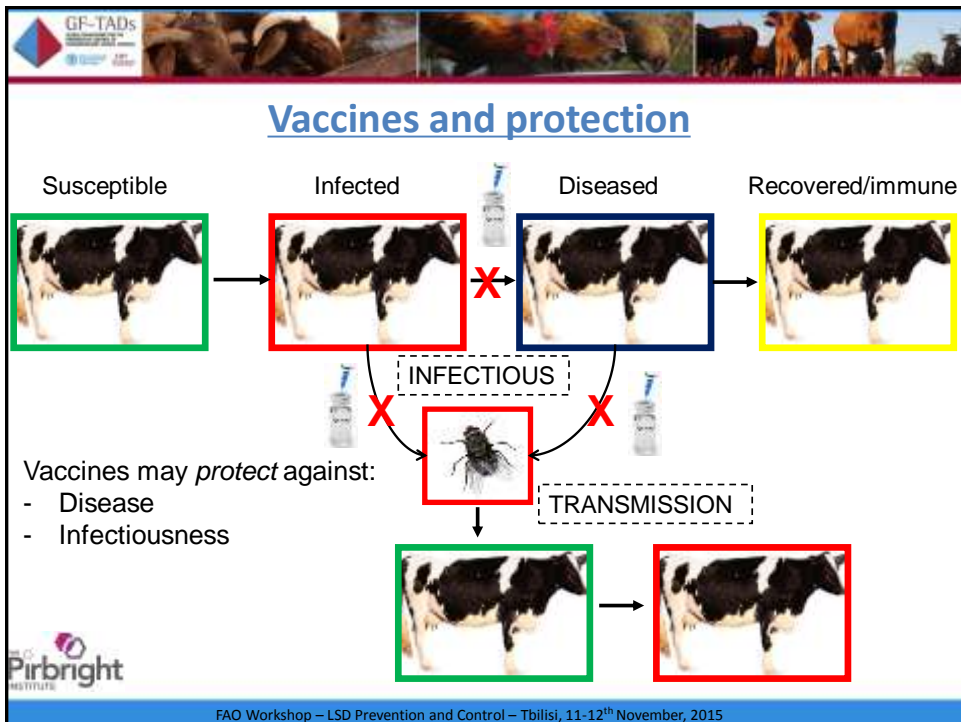 GF-TADs
Vaccines and protection
Susceptible
Infected
Diseased
Recovered/immune
X
INFECTIOUS
X
X
Vaccines may protect against:
- Disease
- Infectiousness
TRANSMISSION
Pirbright
INSTITUTE
FAO Workshop – LSD Prevention and Control – Tbilisi, 11-12th November, 2015